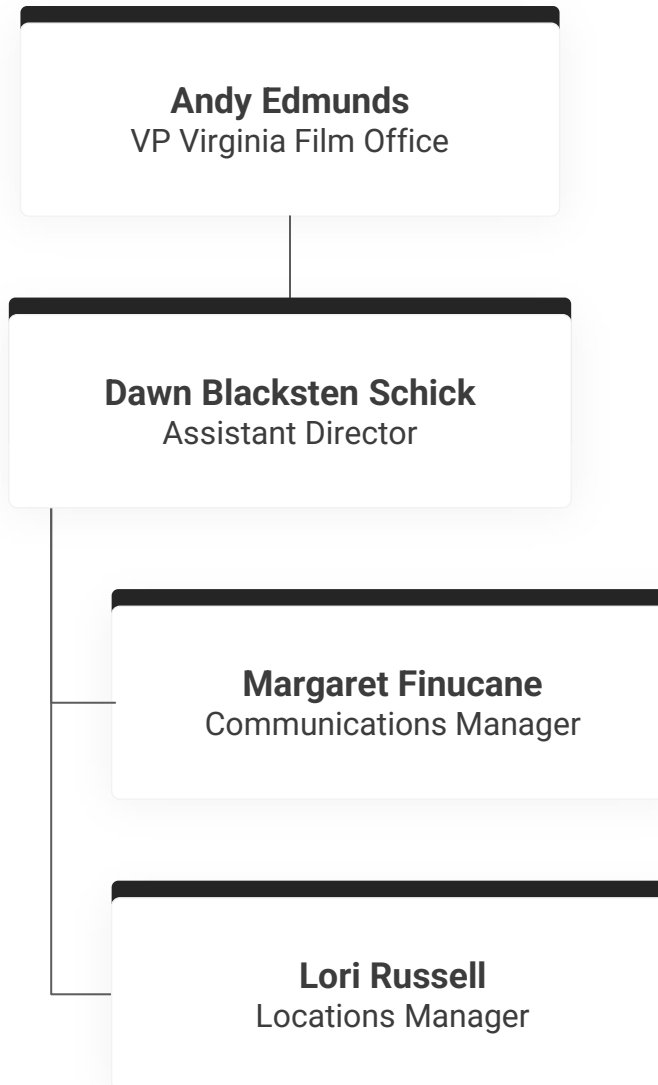 Andy Edmunds
VP Virginia Film Office
Dawn Blacksten Schick
Assistant Director
Margaret Finucane
Communications Manager
Lori Russell
Locations Manager